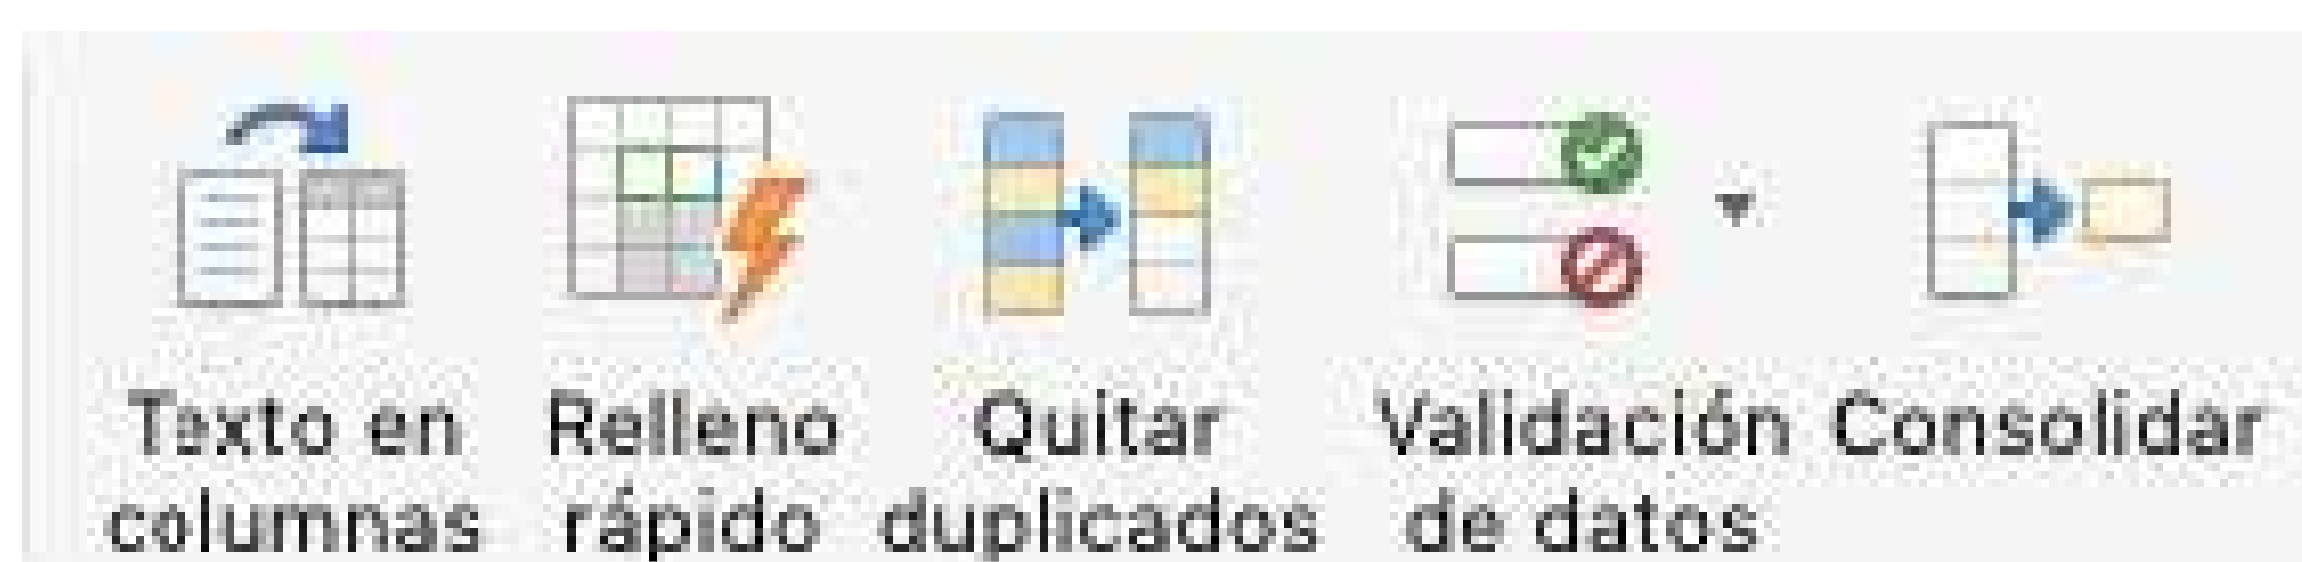 Texto en Relleno Quitar Validación Consolidar
columnas rápido duplicados de datos